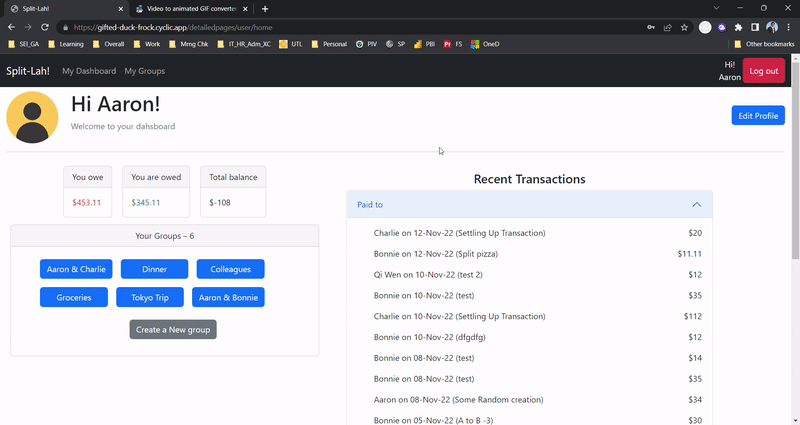 Split-Lah!
Video to animated GIF converter
https://gifted-duck-frock.cyclic.app/detailedpages/user/home
SEI_GA Learning Overall Work Mrng Chk IT_HR_Adm_XC UTL Personal PIV SP PBI FS OneD Other bookmarks
Split-Lah! My Dashboard My Groups Hi! Aaron Log out
Hi Aaron!
Welcome to your dahsboard
Edit Profile
You owe You are owed Total balance
$453.11 $345.11 $-108
Your Groups – 6
Aaron & Charlie Dinner Colleagues
Groceries Tokyo Trip Aaron & Bonnie
Create a New group
Recent Transactions
Paid to
Charlie on 12-Nov-22 (Settling Up Transaction) $20
Bonnie on 12-Nov-22 (Split pizza) $11.11
Qi Wen on 10-Nov-22 (test 2) $12
Bonnie on 10-Nov-22 (test) $35
Charlie on 10-Nov-22 (Settling Up Transaction) $112
Bonnie on 10-Nov-22 (dfgdfg) $12
Bonnie on 08-Nov-22 (test) $14
Bonnie on 08-Nov-22 (test) $35
Aaron on 08-Nov-22 (Some Random creation) $34
Bonnie on 05-Nov-22 (A to B -3) $30